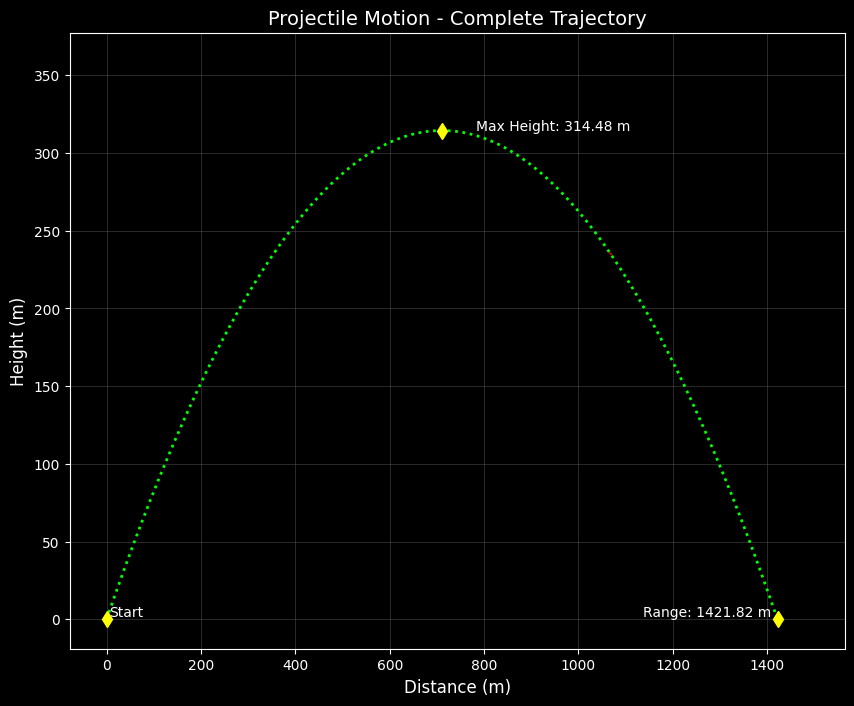 Projectile Motion - Complete Trajectory
Height (m)
350
300
250
200
150
100
50
0
Max Height: 314.48 m
Start
Range: 1421.82 m
0 200 400 600 800 1000 1200 1400
Distance (m)